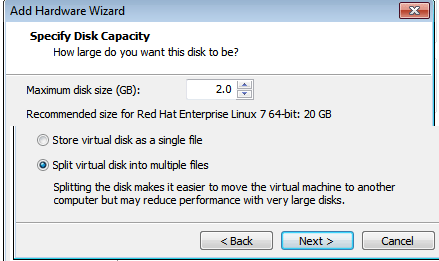 Add Hardware Wizard
Specify Disk Capacity
How large do you want this disk to be?
Maximum disk size (GB): 2.0
Recommended size for Red Hat Enterprise Linux 7 64-bit: 20 GB
Store virtual disk as a single file
Split virtual disk into multiple files
Splitting the disk makes it easier to move the virtual machine to another
computer but may reduce performance with very large disks.
< Back Next > Cancel